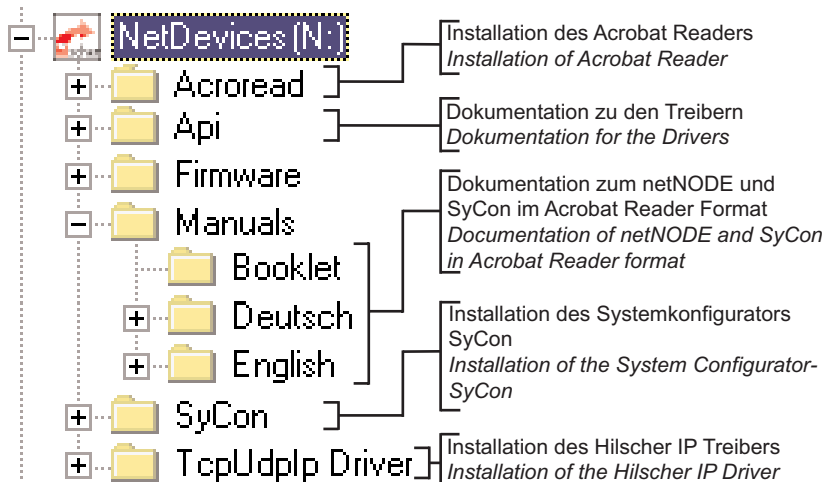 NetDevices (N:)
Acroread
Installation des Acrobat Readers
Installation of Acrobat Reader
Api
Dokumentation zu den Treibern
Dokumentation for the Drivers
Firmware
Manuals
Booklet
Deutsch
English
Dokumentation zum netNODE und
SyCon im Acrobat Reader Format
Documentation of netNODE and SyCon
in Acrobat Reader format
SyCon
Installation des Systemkonfigurators
SyCon
Installation of the System Configurator-
SyCon
TcpUdpIp Driver
Installation des Hilscher IP Treibers
Installation of the Hilscher IP Driver